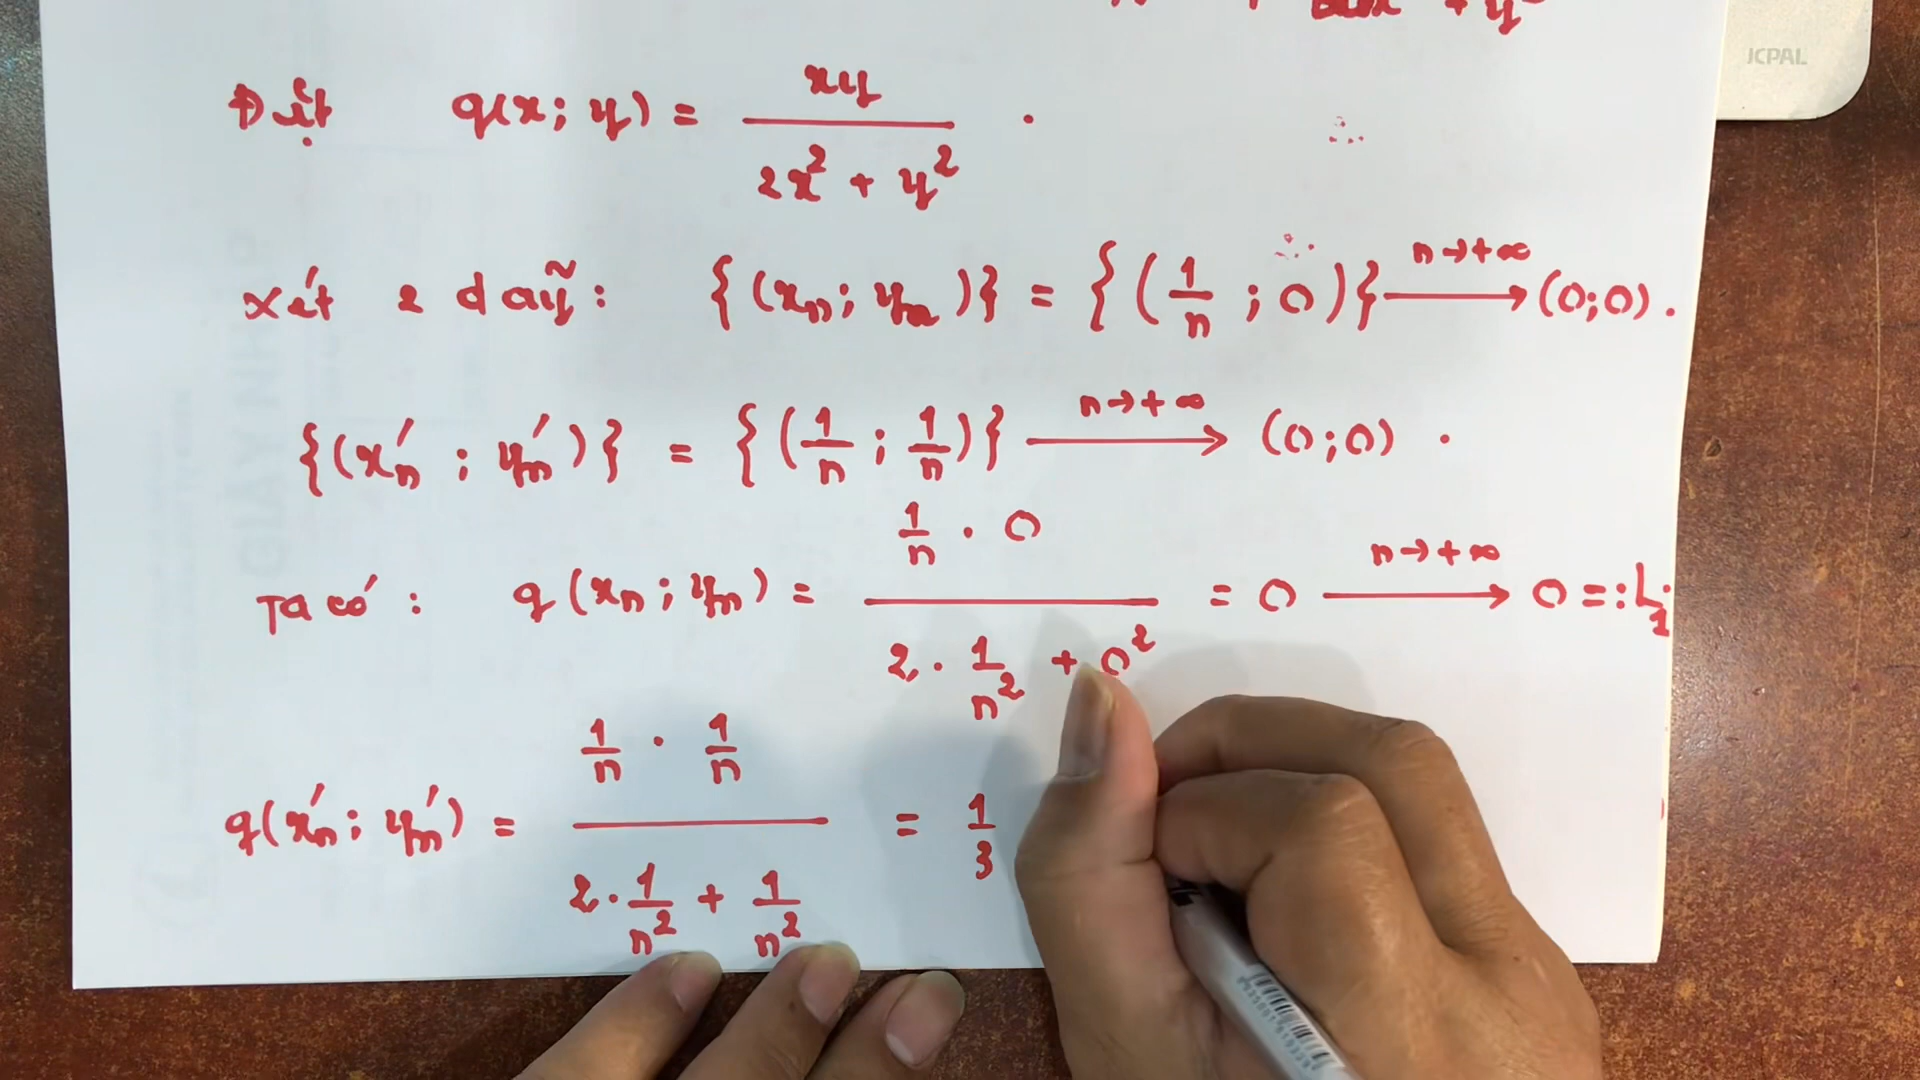 JCPAL
Đặt q(x; y) = xy / (2x² + y²) .
Xét 2 dãy: {(xₙ; yₙ)} = {(1/n ; 0)} n→+∞ ⟶ (0;0).
{(x'ₙ ; y'ₙ)} = {(1/n ; 1/n)} n→+∞ ⟶ (0;0) .
Ta có : q(xₙ; yₙ) = (1/n · 0) / (2 · 1/n² + 0²) = 0 n→+∞ ⟶ 0 =: L₁
q(x'ₙ; y'ₙ) = (1/n · 1/n) / (2 · 1/n² + 1/n²) = 1/3